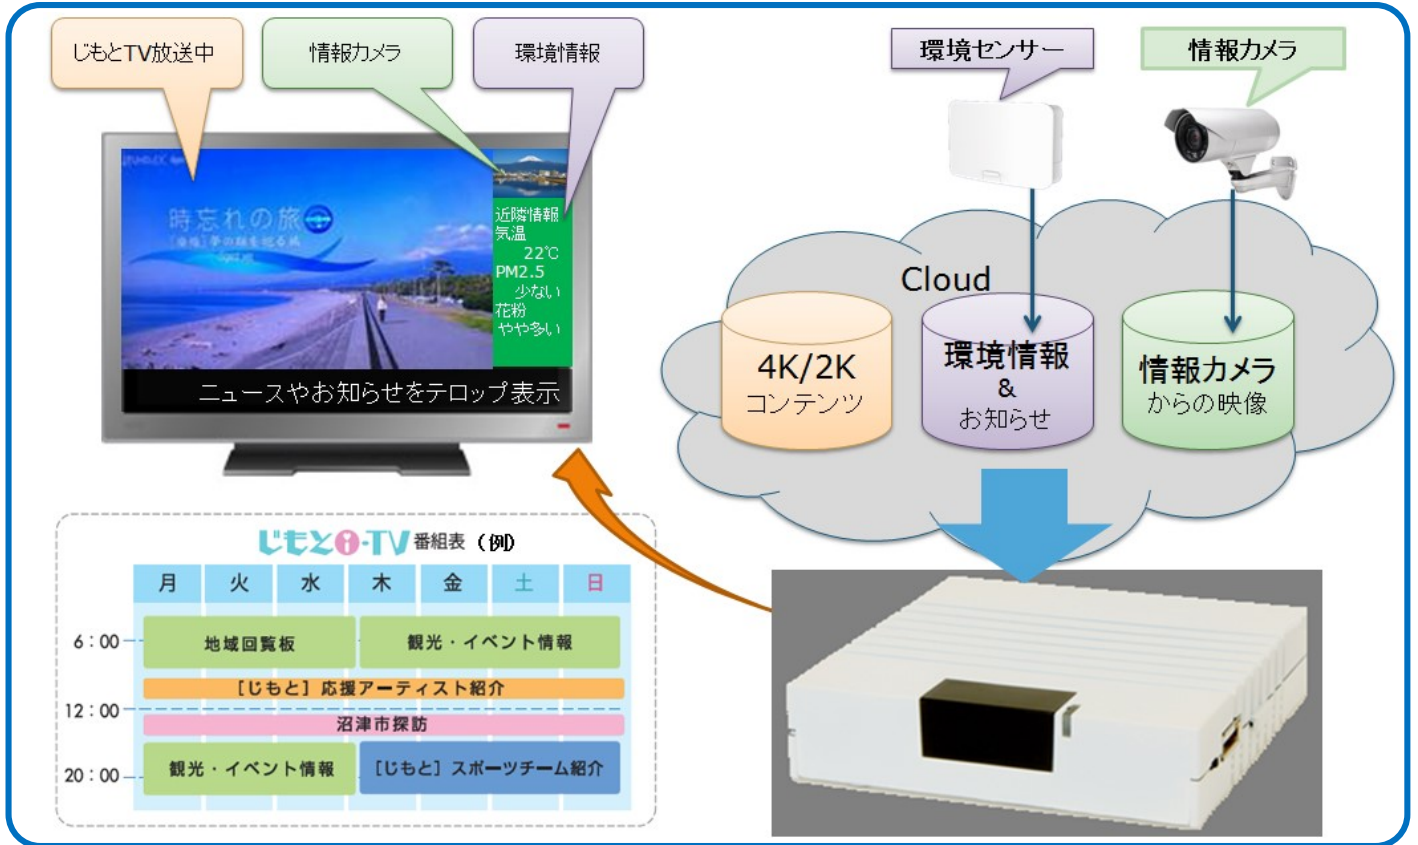 じもとTV放送中
情報カメラ
環境情報
環境センサー
情報カメラ
時忘れの旅
近隣情報
気温
22℃
PM2.5
少ない
花粉
やや多い
ニュースやお知らせをテロップ表示
Cloud
4K/2K
コンテンツ
環境情報
&
お知らせ
情報カメラ
からの映像
じもとi-TV 番組表（例）
月 火 水 木 金 土 日
6：00
地域回覧板 観光・イベント情報
［じもと］応援アーティスト紹介
12：00
沼津市探訪
20：00
観光・イベント情報 ［じもと］スポーツチーム紹介